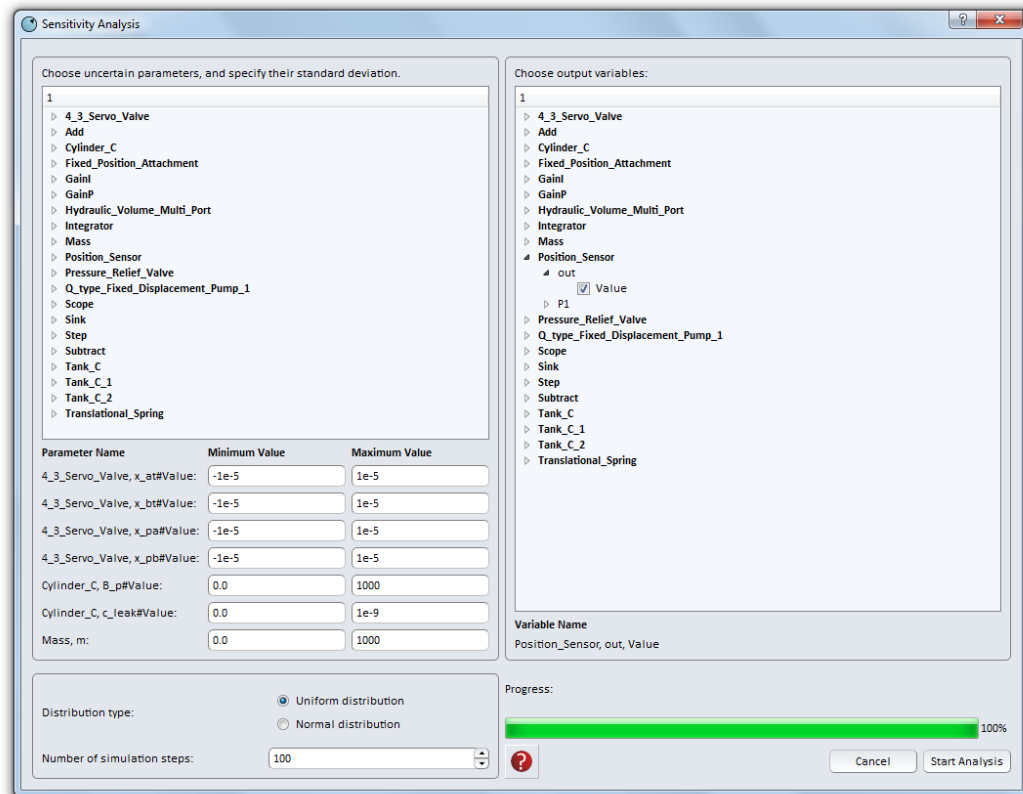 Sensitivity Analysis
Choose uncertain parameters, and specify their standard deviation.
1
4_3_Servo_Valve
Add
Cylinder_C
Fixed_Position_Attachment
GainI
GainP
Hydraulic_Volume_Multi_Port
Integrator
Mass
Position_Sensor
Pressure_Relief_Valve
Q_type_Fixed_Displacement_Pump_1
Scope
Sink
Step
Subtract
Tank_C
Tank_C_1
Tank_C_2
Translational_Spring
Parameter Name Minimum Value Maximum Value
4_3_Servo_Valve, x_at#Value: -1e-5 1e-5
4_3_Servo_Valve, x_bt#Value: -1e-5 1e-5
4_3_Servo_Valve, x_pa#Value: -1e-5 1e-5
4_3_Servo_Valve, x_pb#Value: -1e-5 1e-5
Cylinder_C, B_p#Value: 0.0 1000
Cylinder_C, c_leak#Value: 0.0 1e-9
Mass, m: 0.0 1000
Distribution type:
Uniform distribution
Normal distribution
Number of simulation steps: 100
Choose output variables:
1
4_3_Servo_Valve
Add
Cylinder_C
Fixed_Position_Attachment
GainI
GainP
Hydraulic_Volume_Multi_Port
Integrator
Mass
Position_Sensor
out
Value
P1
Pressure_Relief_Valve
Q_type_Fixed_Displacement_Pump_1
Scope
Sink
Step
Subtract
Tank_C
Tank_C_1
Tank_C_2
Translational_Spring
Variable Name
Position_Sensor, out, Value
Progress:
100%
?
Cancel Start Analysis